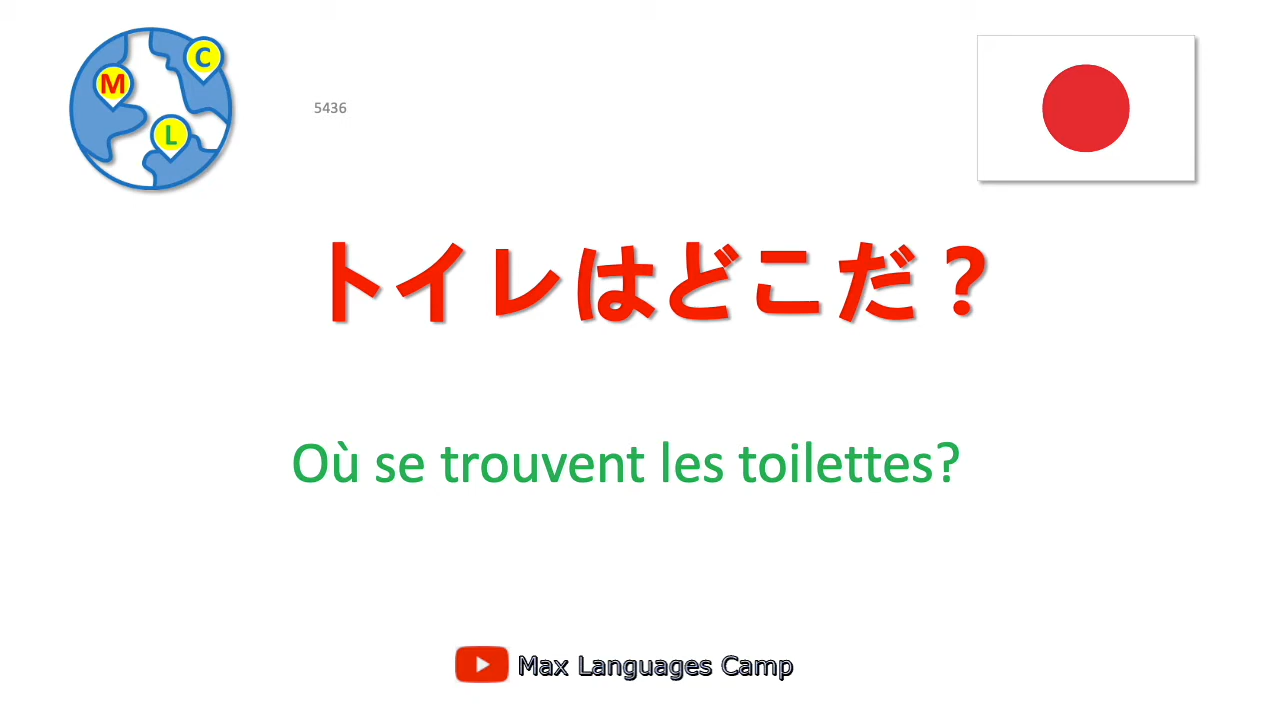 M
C
L
5436
トイレはどこだ？
Où se trouvent les toilettes?
Max Languages Camp